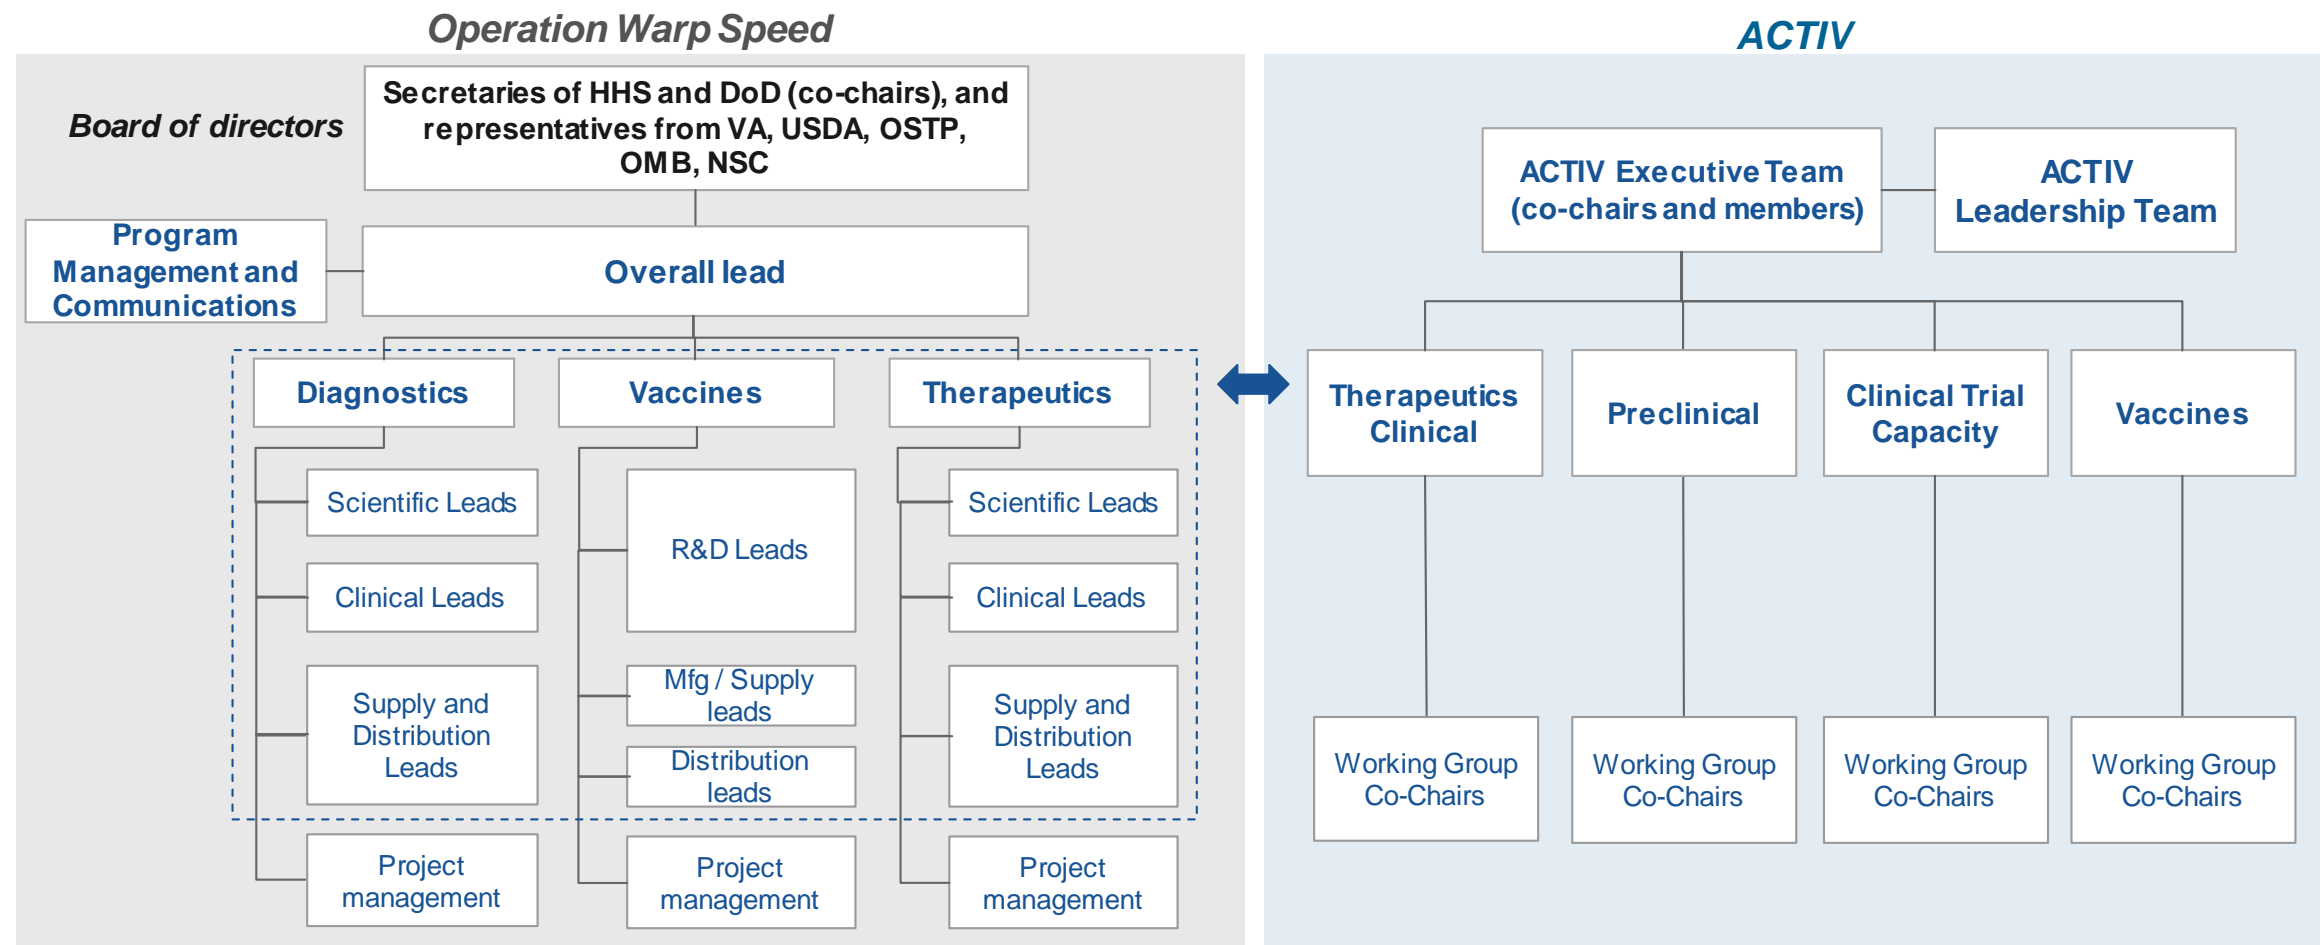 Operation Warp Speed
Board of directors
Secretaries of HHS and DoD (co-chairs), and
representatives from VA, USDA, OSTP,
OMB, NSC
Program
Management and
Communications
Overall lead
Diagnostics
Vaccines
Therapeutics
Scientific Leads
Clinical Leads
Supply and
Distribution
Leads
Project
management
R&D Leads
Mfg / Supply
leads
Distribution
leads
Project
management
Scientific Leads
Clinical Leads
Supply and
Distribution
Leads
Project
management
ACTIV
ACTIV Executive Team
(co-chairs and members)
ACTIV
Leadership Team
Therapeutics
Clinical
Preclinical
Clinical Trial
Capacity
Vaccines
Working Group
Co-Chairs
Working Group
Co-Chairs
Working Group
Co-Chairs
Working Group
Co-Chairs